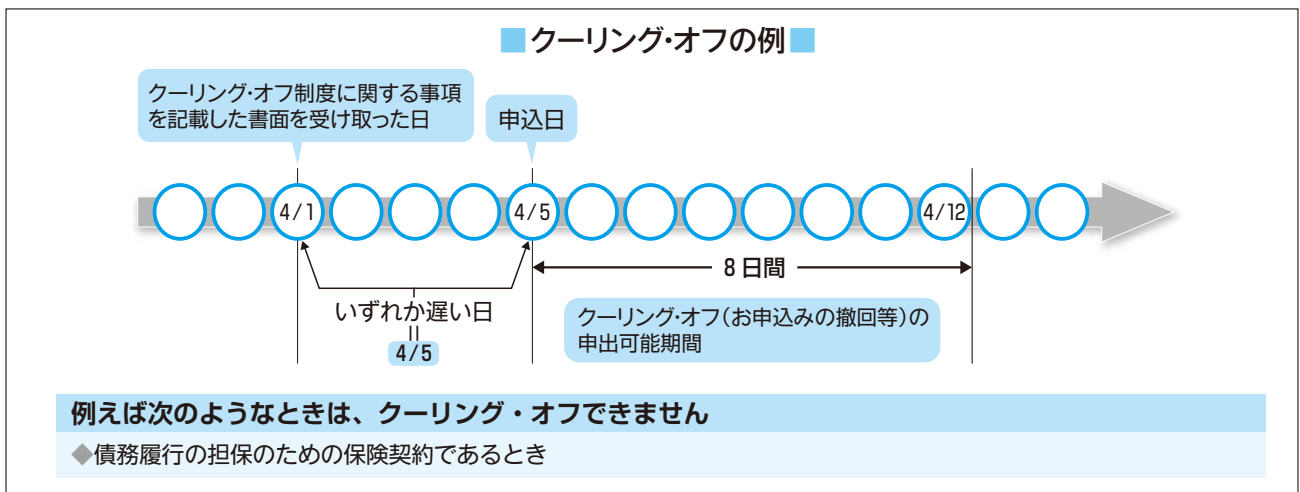 ■クーリング・オフの例■
クーリング・オフ制度に関する事項
を記載した書面を受け取った日
申込日
4/1
4/5
4/12
8日間
いずれか遅い日
=
4/5
クーリング・オフ（お申込みの撤回等）の
申出可能期間
例えば次のようなときは、クーリング・オフできません
◆債務履行の担保のための保険契約であるとき